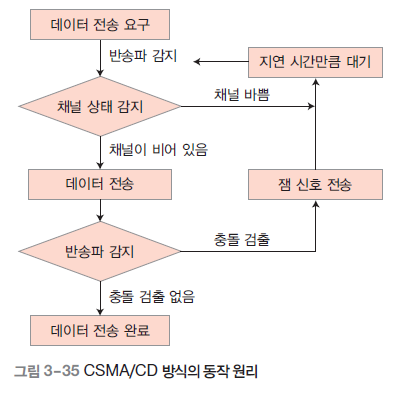 데이터 전송 요구
반송파 감지
지연 시간만큼 대기
채널 상태 감지
채널 바쁨
채널이 비어 있음
데이터 전송
잼 신호 전송
반송파 감지
충돌 검출
충돌 검출 없음
데이터 전송 완료
그림 3-35 CSMA/CD 방식의 동작 원리